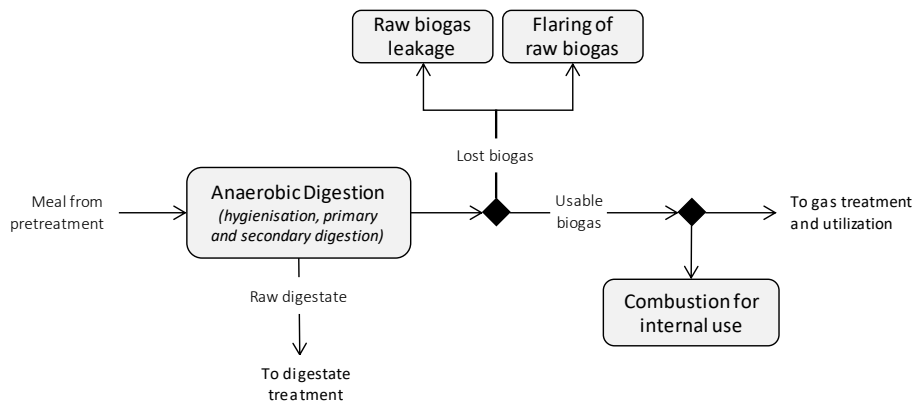 Raw biogas
leakage
Flaring of
raw biogas
Lost biogas
Meal from
pretreatment
Anaerobic Digestion
(hygienisation, primary
and secondary digestion)
Usable
biogas
To gas treatment
and utilization
Raw digestate
Combustion for
internal use
To digestate
treatment